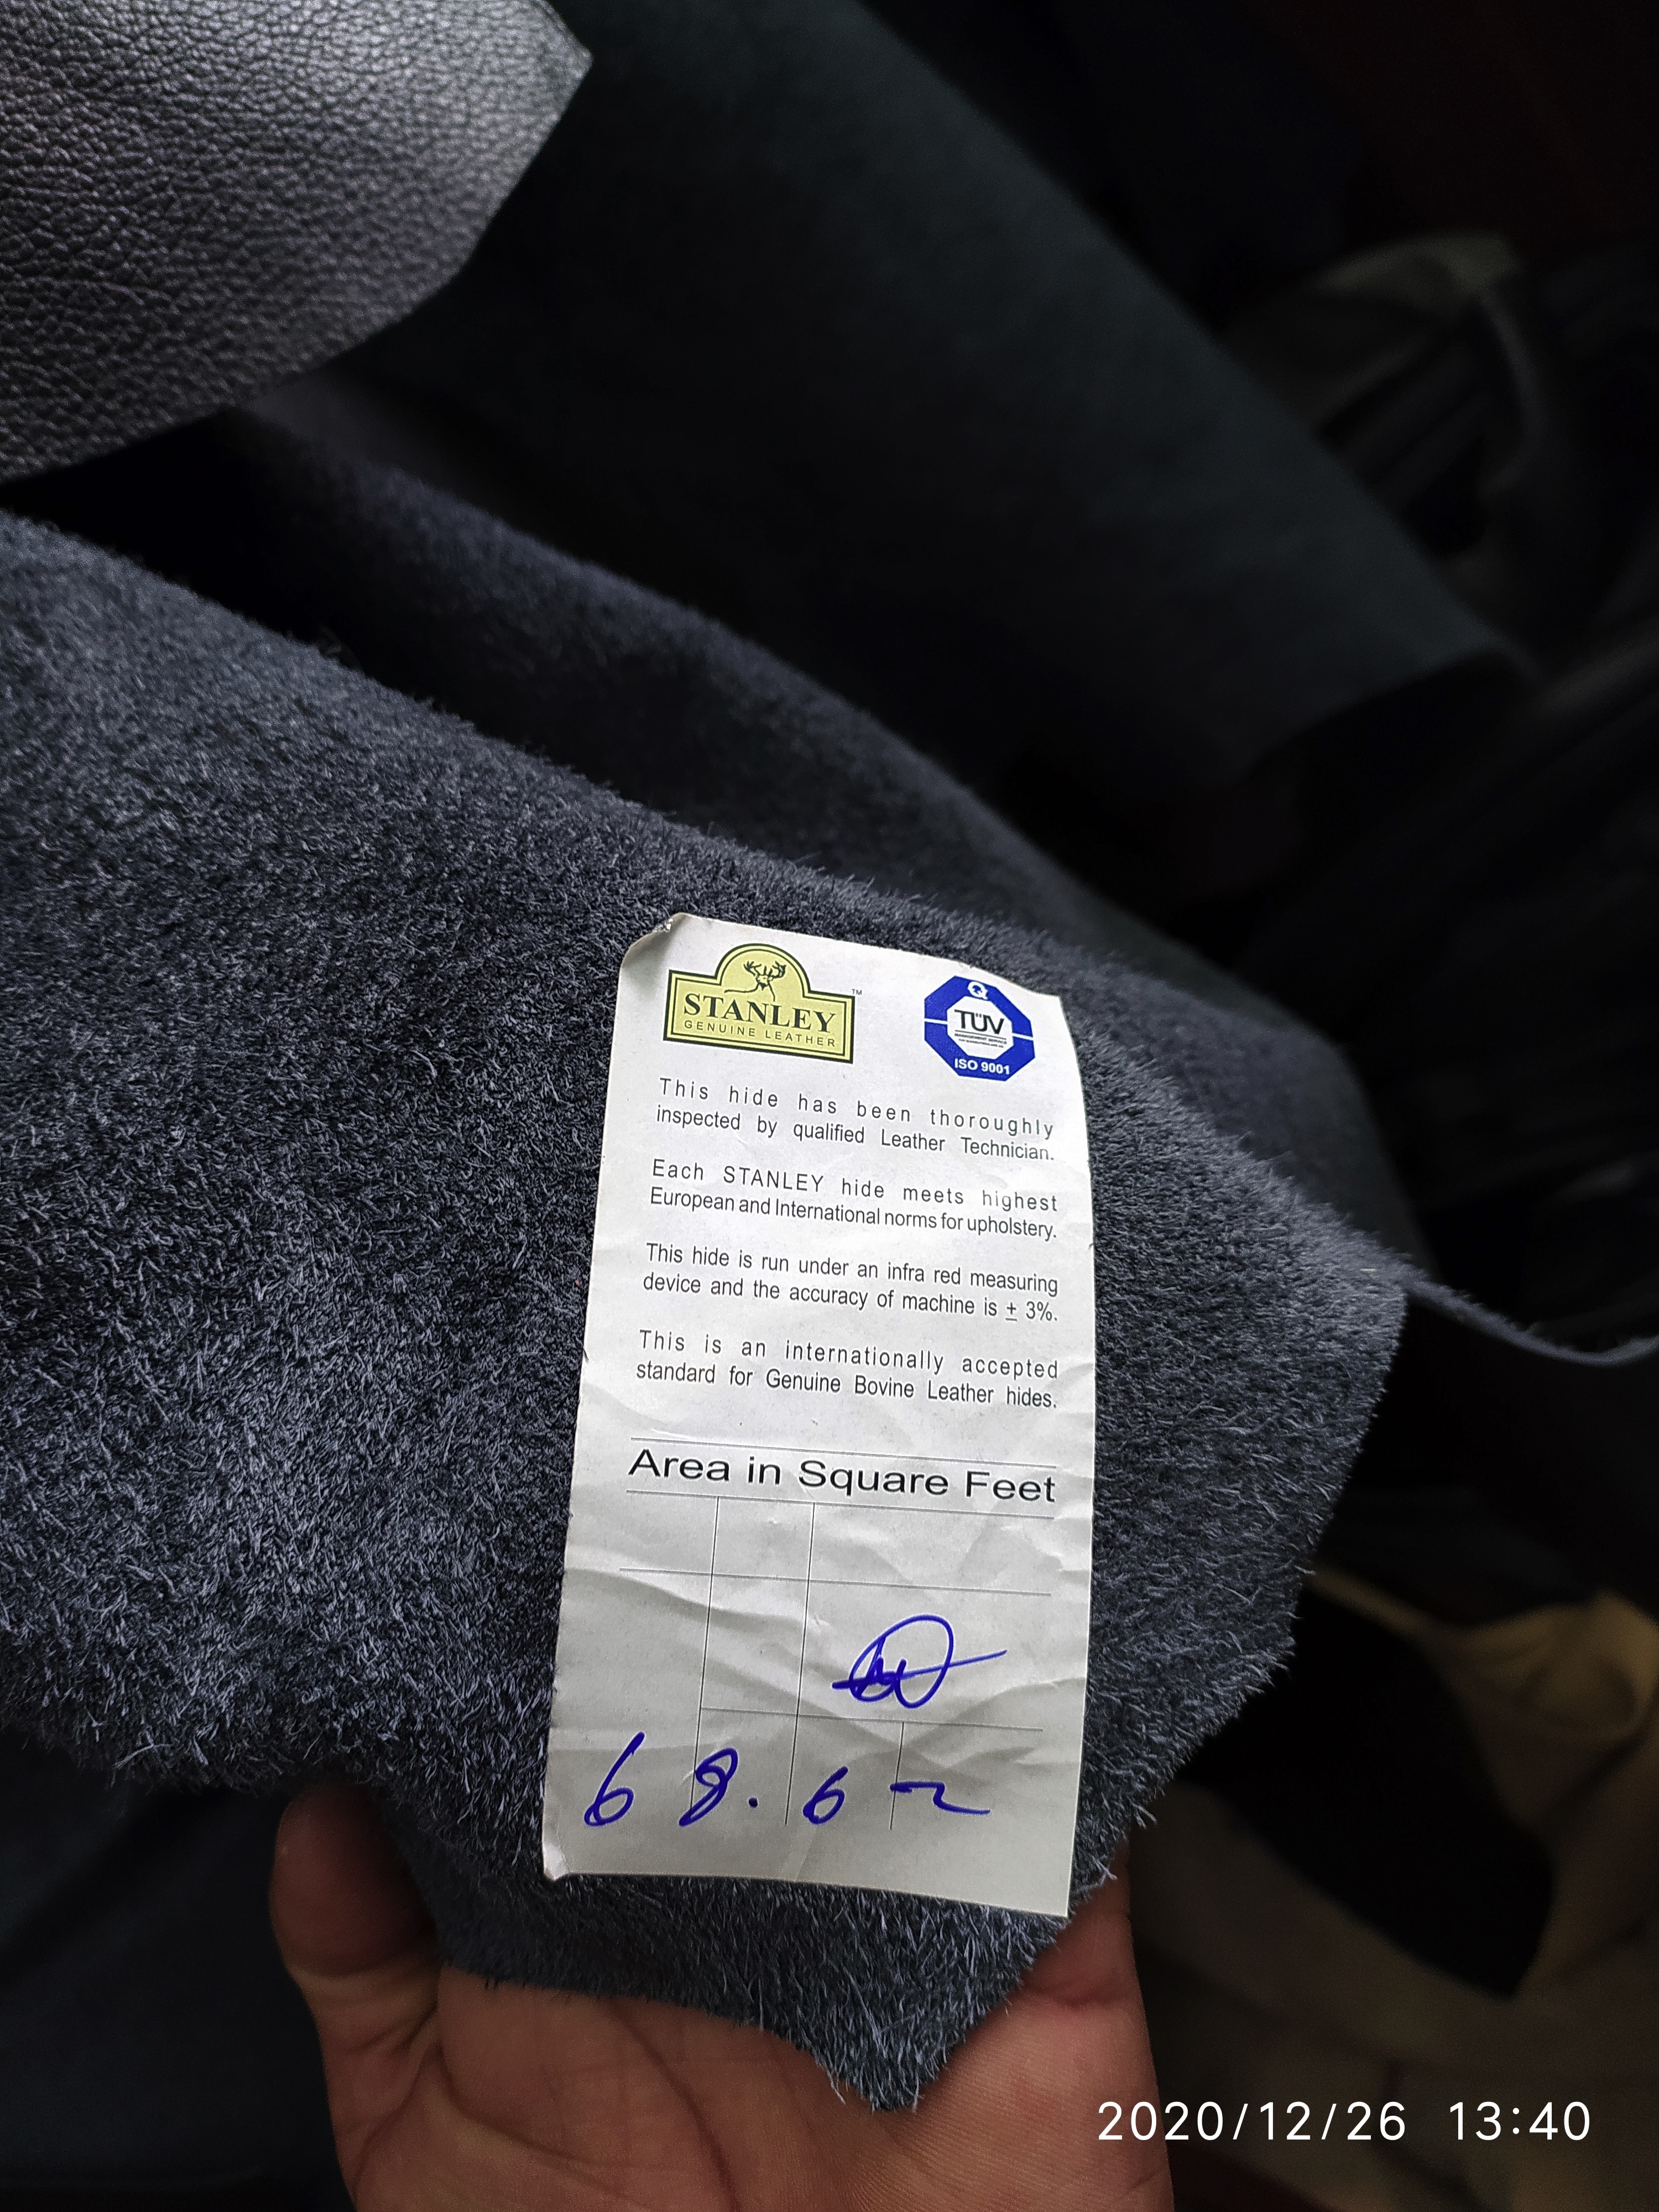 STANLEY
GENUINE LEATHER
TM
Q
TÜV
MANAGEMENT SERVICE
ISO 9001
This hide has been thoroughly
inspected by qualified Leather Technician.
Each STANLEY hide meets highest
European and International norms for upholstery.
This hide is run under an infra red measuring
device and the accuracy of machine is ± 3%.
This is an internationally accepted
standard for Genuine Bovine Leather hides.
Area in Square Feet
68.62
2020/12/26 13:40